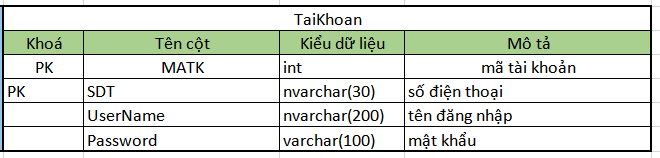 TaiKhoan
Khoá Tên cột Kiểu dữ liệu Mô tả
PK MATK int mã tài khoản
PK SDT nvarchar(30) số điện thoại
UserName nvarchar(200) tên đăng nhập
Password varchar(100) mật khẩu